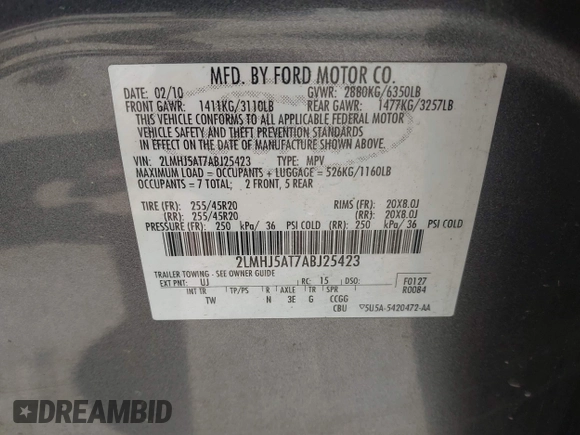 MFD. BY FORD MOTOR CO.
DATE: 02/10 GVWR: 2880KG/6350LB
FRONT GAWR: 1411KG/3110LB REAR GAWR: 1477KG/3257LB
THIS VEHICLE CONFORMS TO ALL APPLICABLE FEDERAL MOTOR
VEHICLE SAFETY AND THEFT PREVENTION STANDARDS
IN EFFECT ON THE DATE OF MANUFACTURE SHOWN ABOVE.
VIN: 2LMHJ5AT7ABJ25423 TYPE: MPV
MAXIMUM LOAD = OCCUPANTS + LUGGAGE = 526KG/1160LB
OCCUPANTS = 7 TOTAL; 2 FRONT, 5 REAR
TIRE (FR): 255/45R20 RIMS (FR): 20X8.0J
(RR): 255/45R20 (RR): 20X8.0J
PRESSURE (FR): 250 kPa/ 36 PSI COLD (RR): 250 kPa/ 36 PSI COLD
2LMHJ5AT7ABJ25423
TRAILER TOWING - SEE OWNER GUIDE
EXT PNT: UJ RC: 15 DSO: F0127
R0084
INT TR TP/PS R AXLE TR SPR
TW N 3E G CCGG
CBU ▽5U5A-5420472-AA
DREAMBID